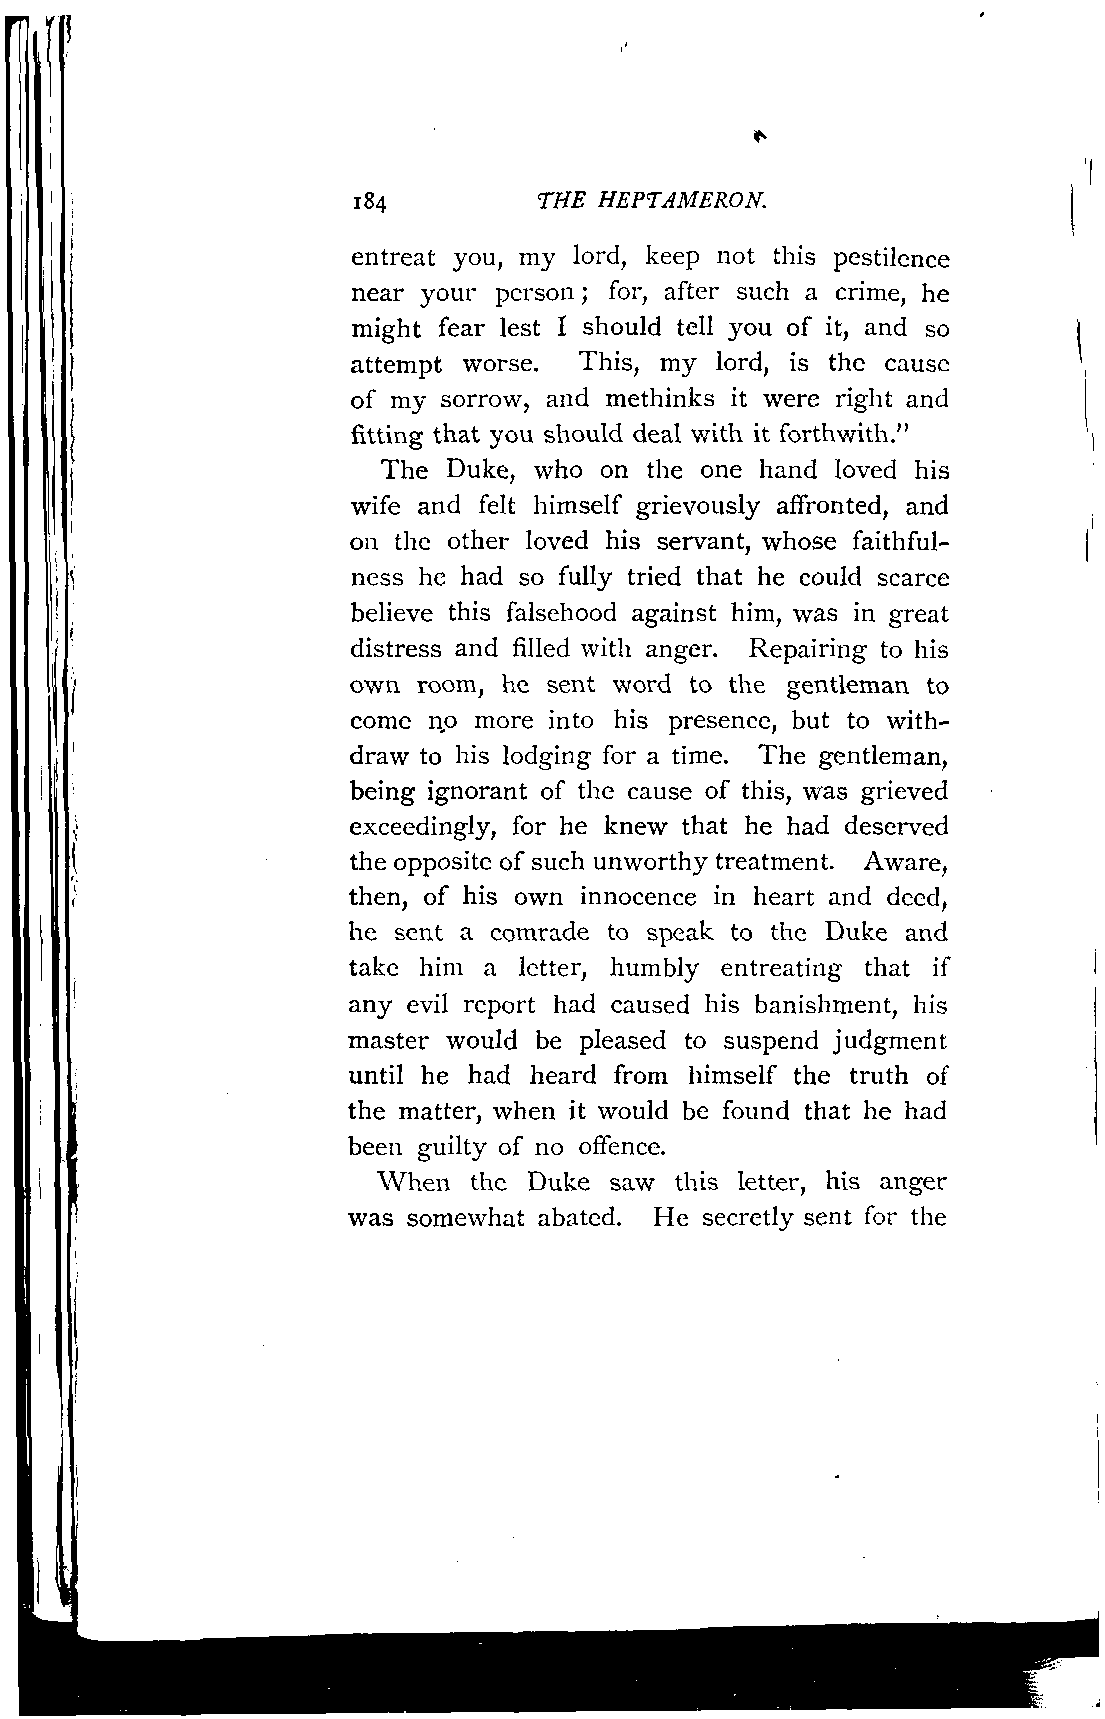 184 THE HEPTAMERON.
entreat you, my lord, keep not this pestilence
near your person; for, after such a crime, he
might fear lest I should tell you of it, and so
attempt worse. This, my lord, is the cause
of my sorrow, and methinks it were right and
fitting that you should deal with it forthwith."
The Duke, who on the one hand loved his
wife and felt himself grievously affronted, and
on the other loved his servant, whose faithful-
ness he had so fully tried that he could scarce
believe this falsehood against him, was in great
distress and filled with anger. Repairing to his
own room, he sent word to the gentleman to
come no more into his presence, but to with-
draw to his lodging for a time. The gentleman,
being ignorant of the cause of this, was grieved
exceedingly, for he knew that he had deserved
the opposite of such unworthy treatment. Aware,
then, of his own innocence in heart and deed,
he sent a comrade to speak to the Duke and
take him a letter, humbly entreating that if
any evil report had caused his banishment, his
master would be pleased to suspend judgment
until he had heard from himself the truth of
the matter, when it would be found that he had
been guilty of no offence.
When the Duke saw this letter, his anger
was somewhat abated. He secretly sent for the